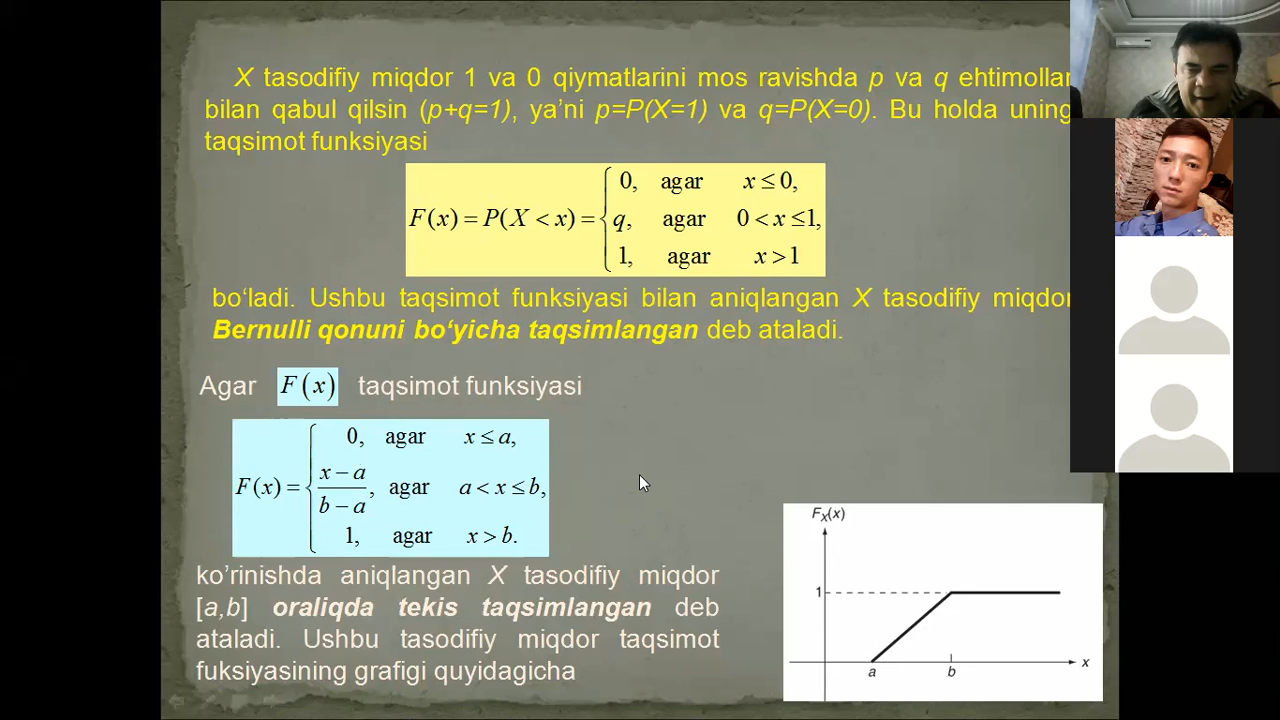 X tasodifiy miqdor 1 va 0 qiymatlarini mos ravishda p va q ehtimollar
bilan qabul qilsin (p+q=1), ya’ni p=P(X=1) va q=P(X=0). Bu holda uning
taqsimot funksiyasi
F(x) = P(X < x) = { 0, agar x ≤ 0,
q, agar 0 < x ≤ 1,
1, agar x > 1
bo‘ladi. Ushbu taqsimot funksiyasi bilan aniqlangan X tasodifiy miqdor
Bernulli qonuni bo‘yicha taqsimlangan deb ataladi.
Agar F(x) taqsimot funksiyasi
F(x) = { 0, agar x ≤ a,
(x − a)/(b − a), agar a < x ≤ b,
1, agar x > b.
ko’rinishda aniqlangan X tasodifiy miqdor
[a,b] oraliqda tekis taqsimlangan deb
ataladi. Ushbu tasodifiy miqdor taqsimot
fuksiyasining grafigi quyidagicha
F_X(x)
1
a b x